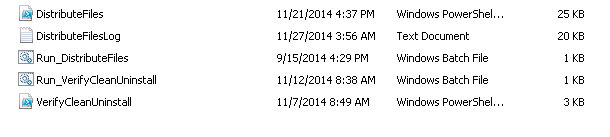 DistributeFiles 11/21/2014 4:37 PM Windows PowerShel... 25 KB
DistributeFilesLog 11/27/2014 3:56 AM Text Document 20 KB
Run_DistributeFiles 9/15/2014 4:29 PM Windows Batch File 1 KB
Run_VerifyCleanUninstall 11/12/2014 8:38 AM Windows Batch File 1 KB
VerifyCleanUninstall 11/7/2014 8:49 AM Windows PowerShel... 3 KB